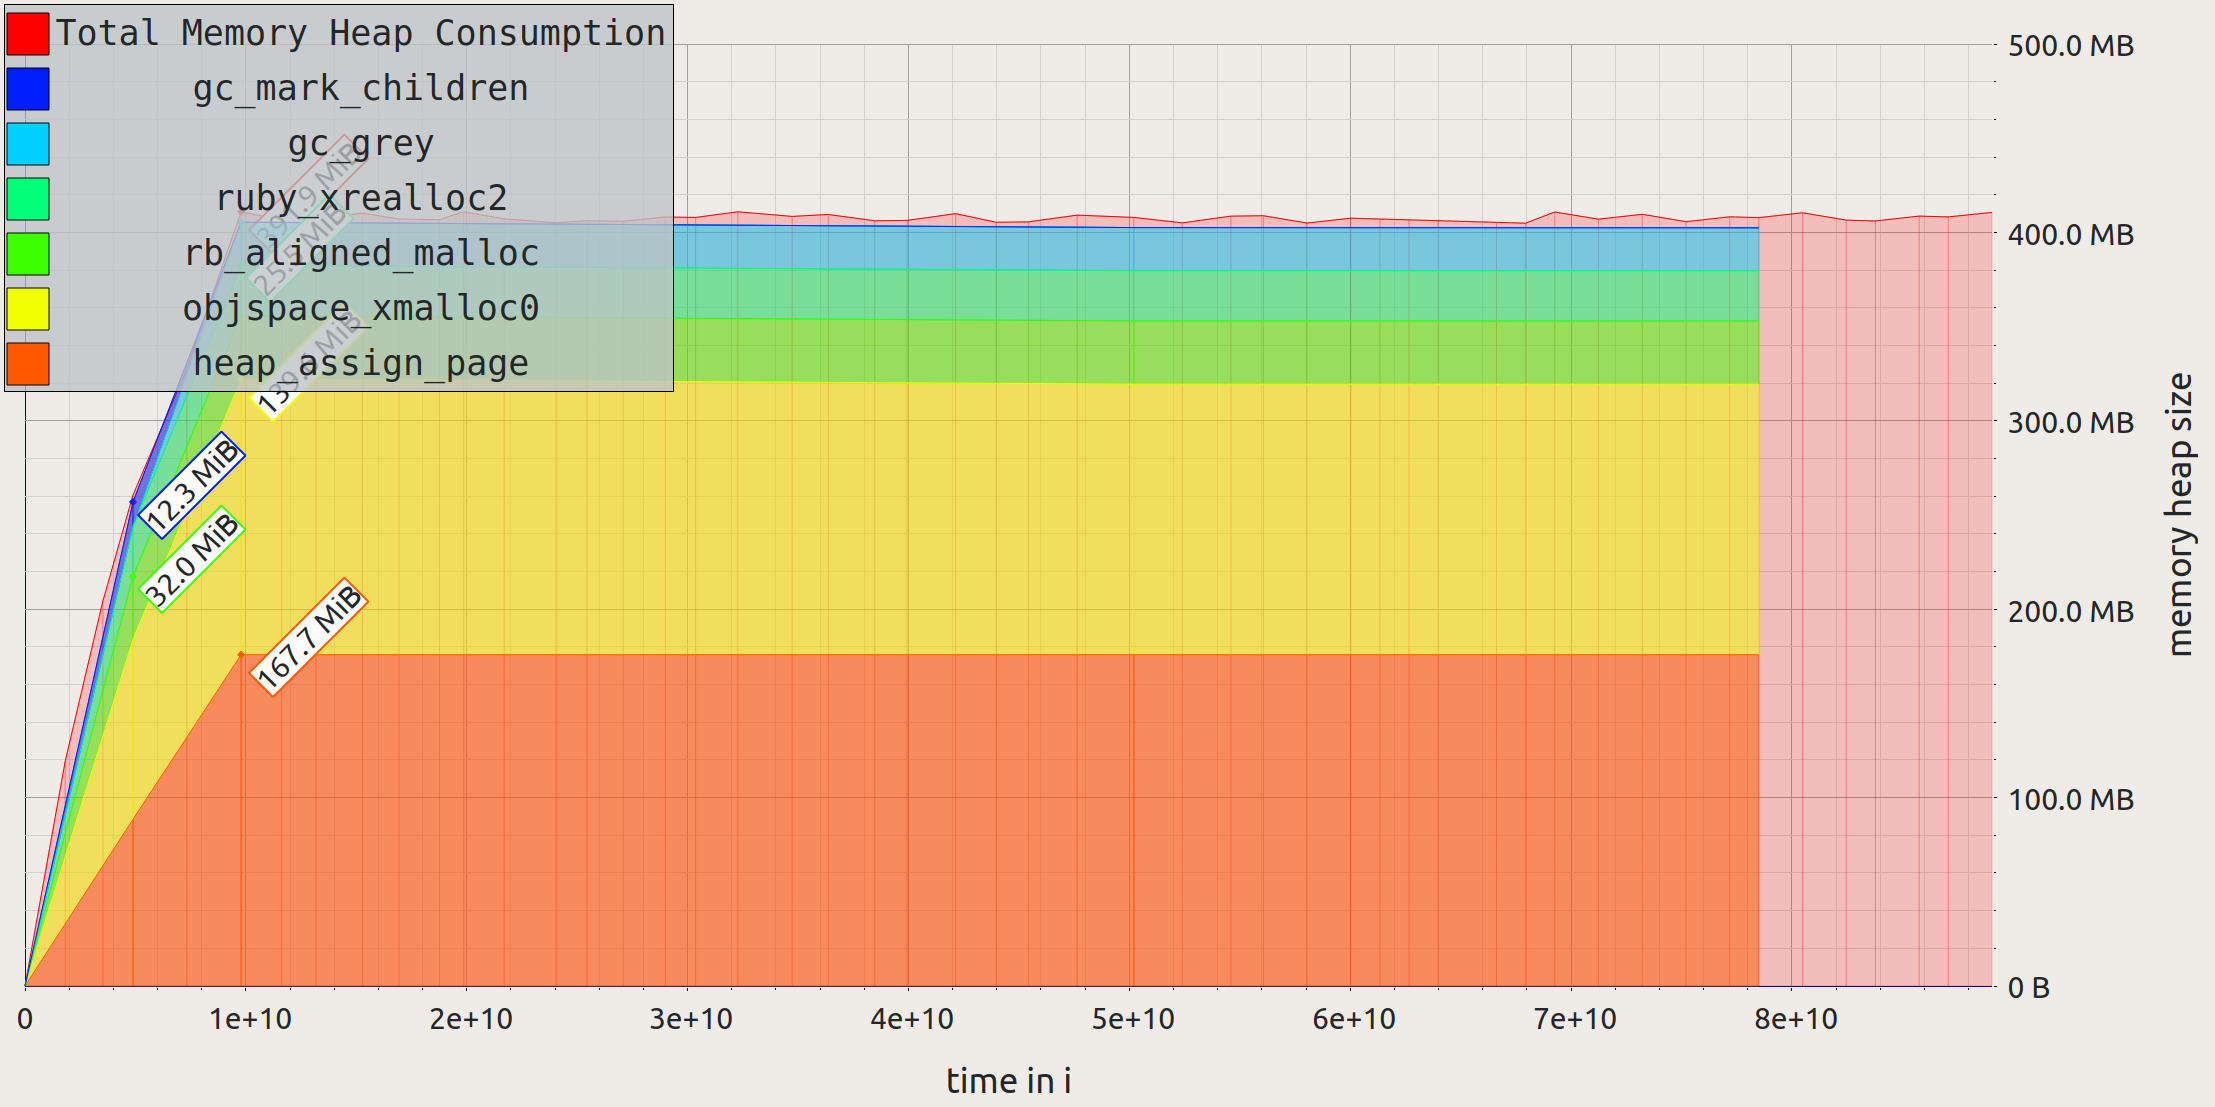 Total Memory Heap Consumption
gc_mark_children
gc_grey
ruby_xrealloc2
rb_aligned_malloc
objspace_xmalloc0
heap_assign_page
25.5 MiB
12.3 MiB
32.0 MiB
167.7 MiB
500.0 MB
400.0 MB
300.0 MB
200.0 MB
100.0 MB
0 B
memory heap size
0 1e+10 2e+10 3e+10 4e+10 5e+10 6e+10 7e+10 8e+10
time in i